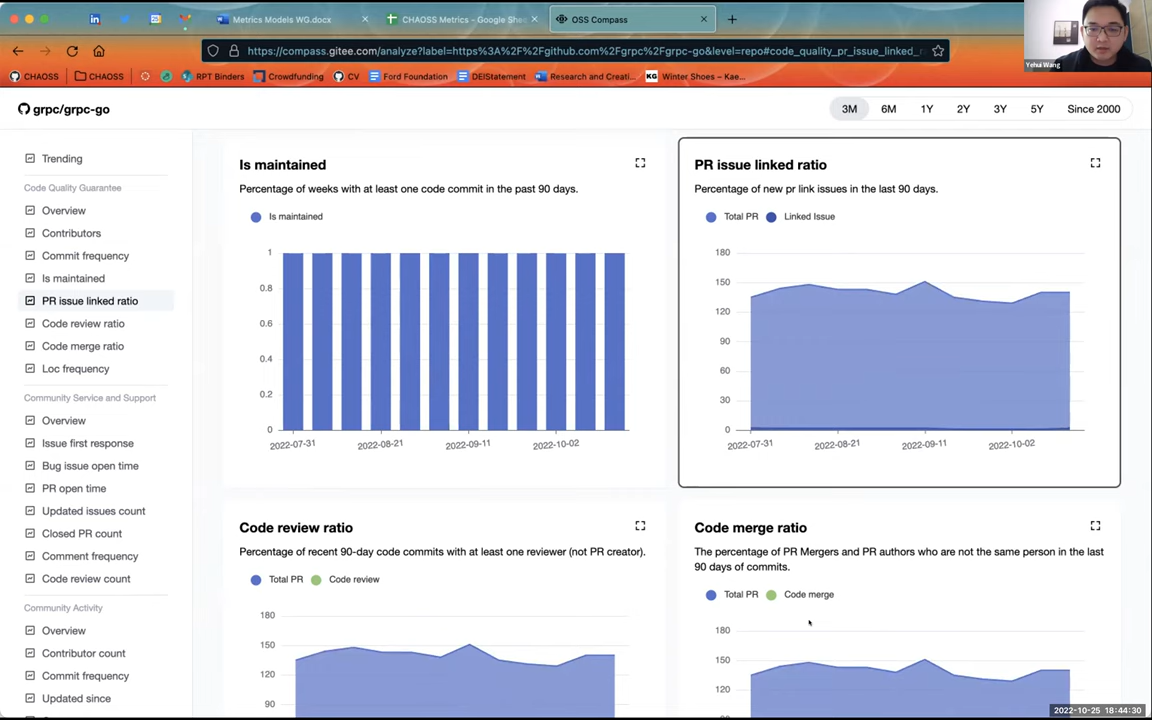 Metrics Models WG.docx
CHAOSS Metrics - Google She
OSS Compass
https://compass.gitee.com/analyze?label=https%3A%2F%2Fgithub.com%2Fgrpc%2Fgrpc-go&level=repo#code_quality_pr_issue_linked_r
CHAOSS
CHAOSS
RPT Binders
Crowdfunding
CV
Ford Foundation
DEIStatement
Research and Creati...
KG
Winter Shoes – Kae...
Yehui Wang
grpc/grpc-go
3M
6M
1Y
2Y
3Y
5Y
Since 2000
Trending
Code Quality Guarantee
Overview
Contributors
Commit frequency
Is maintained
PR issue linked ratio
Code review ratio
Code merge ratio
Loc frequency
Community Service and Support
Overview
Issue first response
Bug issue open time
PR open time
Updated issues count
Closed PR count
Comment frequency
Code review count
Community Activity
Overview
Contributor count
Commit frequency
Updated since
Is maintained
Percentage of weeks with at least one code commit in the past 90 days.
Is maintained
1
0.8
0.6
0.4
0.2
0
2022-07-31
2022-08-21
2022-09-11
2022-10-02
PR issue linked ratio
Percentage of new pr link issues in the last 90 days.
Total PR
Linked Issue
180
150
120
90
60
30
0
2022-07-31
2022-08-21
2022-09-11
2022-10-02
Code review ratio
Percentage of recent 90-day code commits with at least one reviewer (not PR creator).
Total PR
Code review
180
150
120
90
Code merge ratio
The percentage of PR Mergers and PR authors who are not the same person in the last
90 days of commits.
Total PR
Code merge
180
150
120
2022-10-25 18:44:30